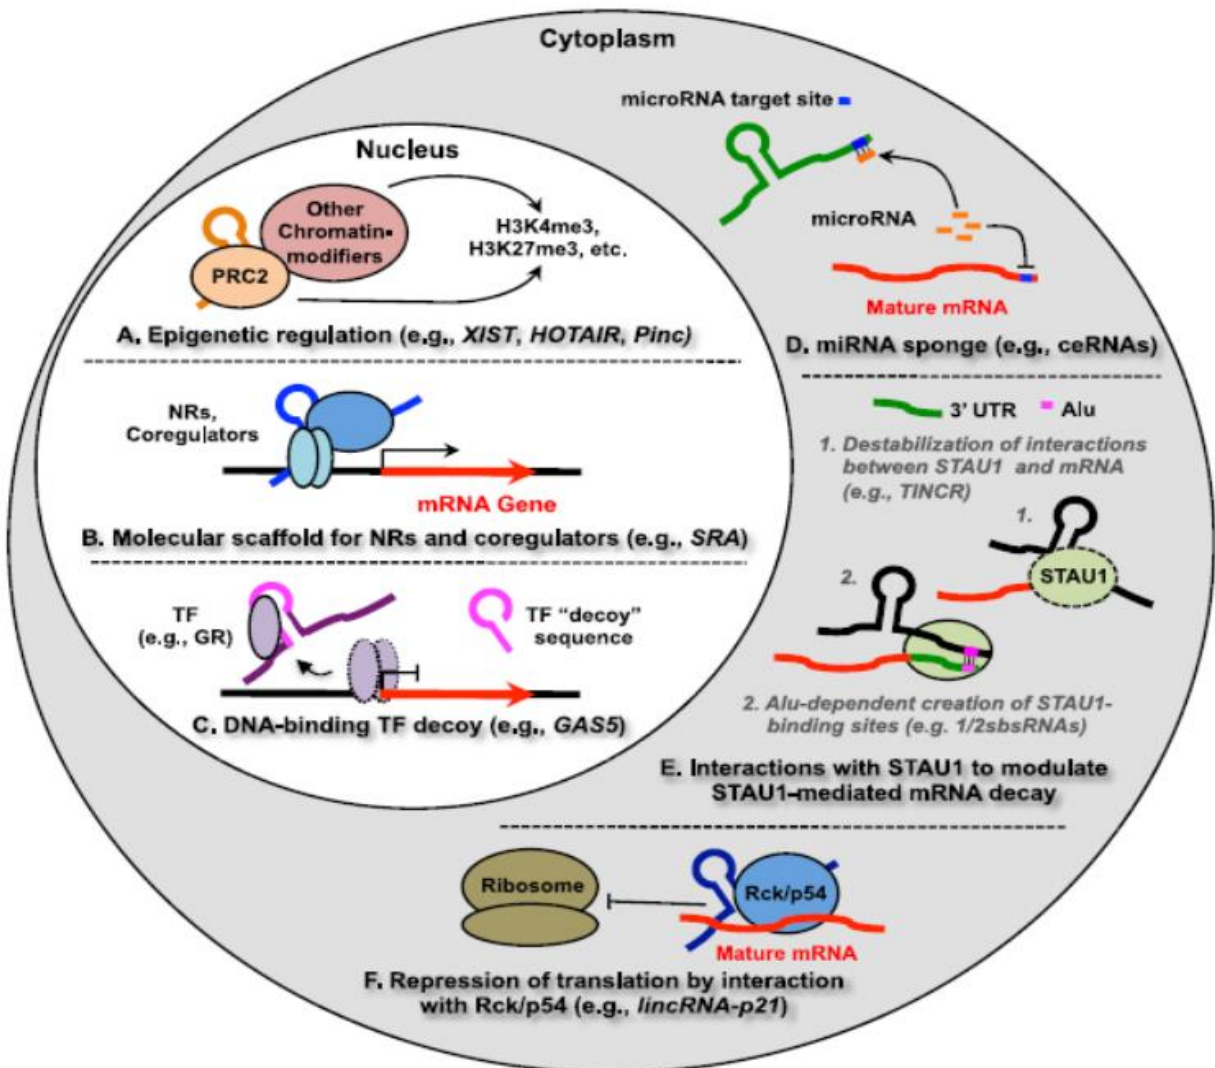 Cytoplasm
Nucleus
Other
Chromatin-
modifiers
PRC2
H3K4me3,
H3K27me3, etc.
A. Epigenetic regulation (e.g., XIST, HOTAIR, Pinc)
NRs,
Coregulators
mRNA Gene
B. Molecular scaffold for NRs and coregulators (e.g., SRA)
TF
(e.g., GR)
TF “decoy”
sequence
C. DNA-binding TF decoy (e.g., GAS5)
microRNA target site
microRNA
Mature mRNA
D. miRNA sponge (e.g., ceRNAs)
3’ UTR
Alu
1. Destabilization of interactions
between STAU1 and mRNA
(e.g., TINCR)
1.
STAU1
2.
2. Alu-dependent creation of STAU1-
binding sites (e.g. 1/2sbsRNAs)
E. Interactions with STAU1 to modulate
STAU1-mediated mRNA decay
Ribosome
Rck/p54
Mature mRNA
F. Repression of translation by interaction
with Rck/p54 (e.g., lincRNA-p21)